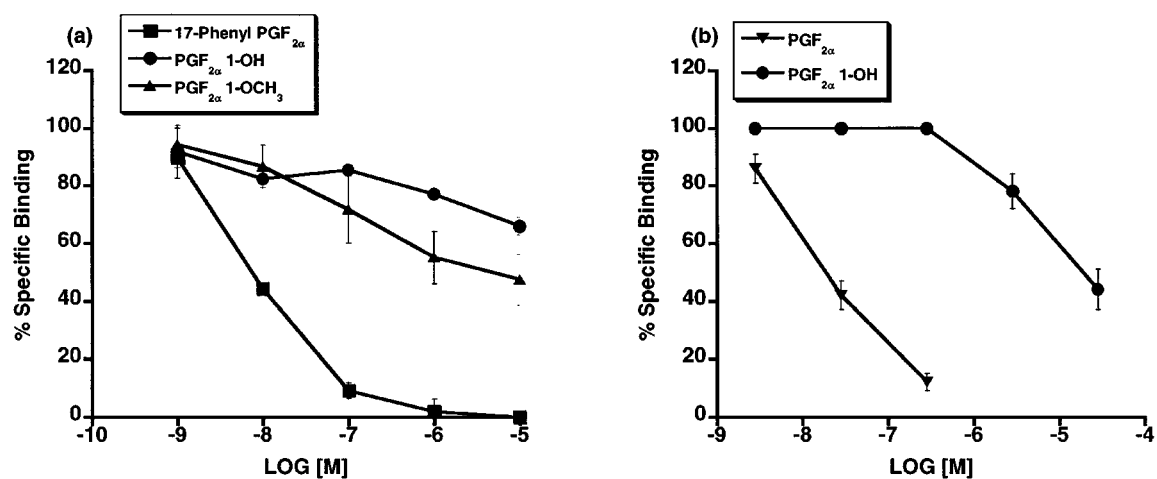 (a)
17-Phenyl PGF2α
PGF2α 1-OH
PGF2α 1-OCH3
% Specific Binding
120
100
80
60
40
20
0
-10 -9 -8 -7 -6 -5
LOG [M]
(b)
PGF2α
PGF2α 1-OH
% Specific Binding
120
100
80
60
40
20
0
-9 -8 -7 -6 -5 -4
LOG [M]